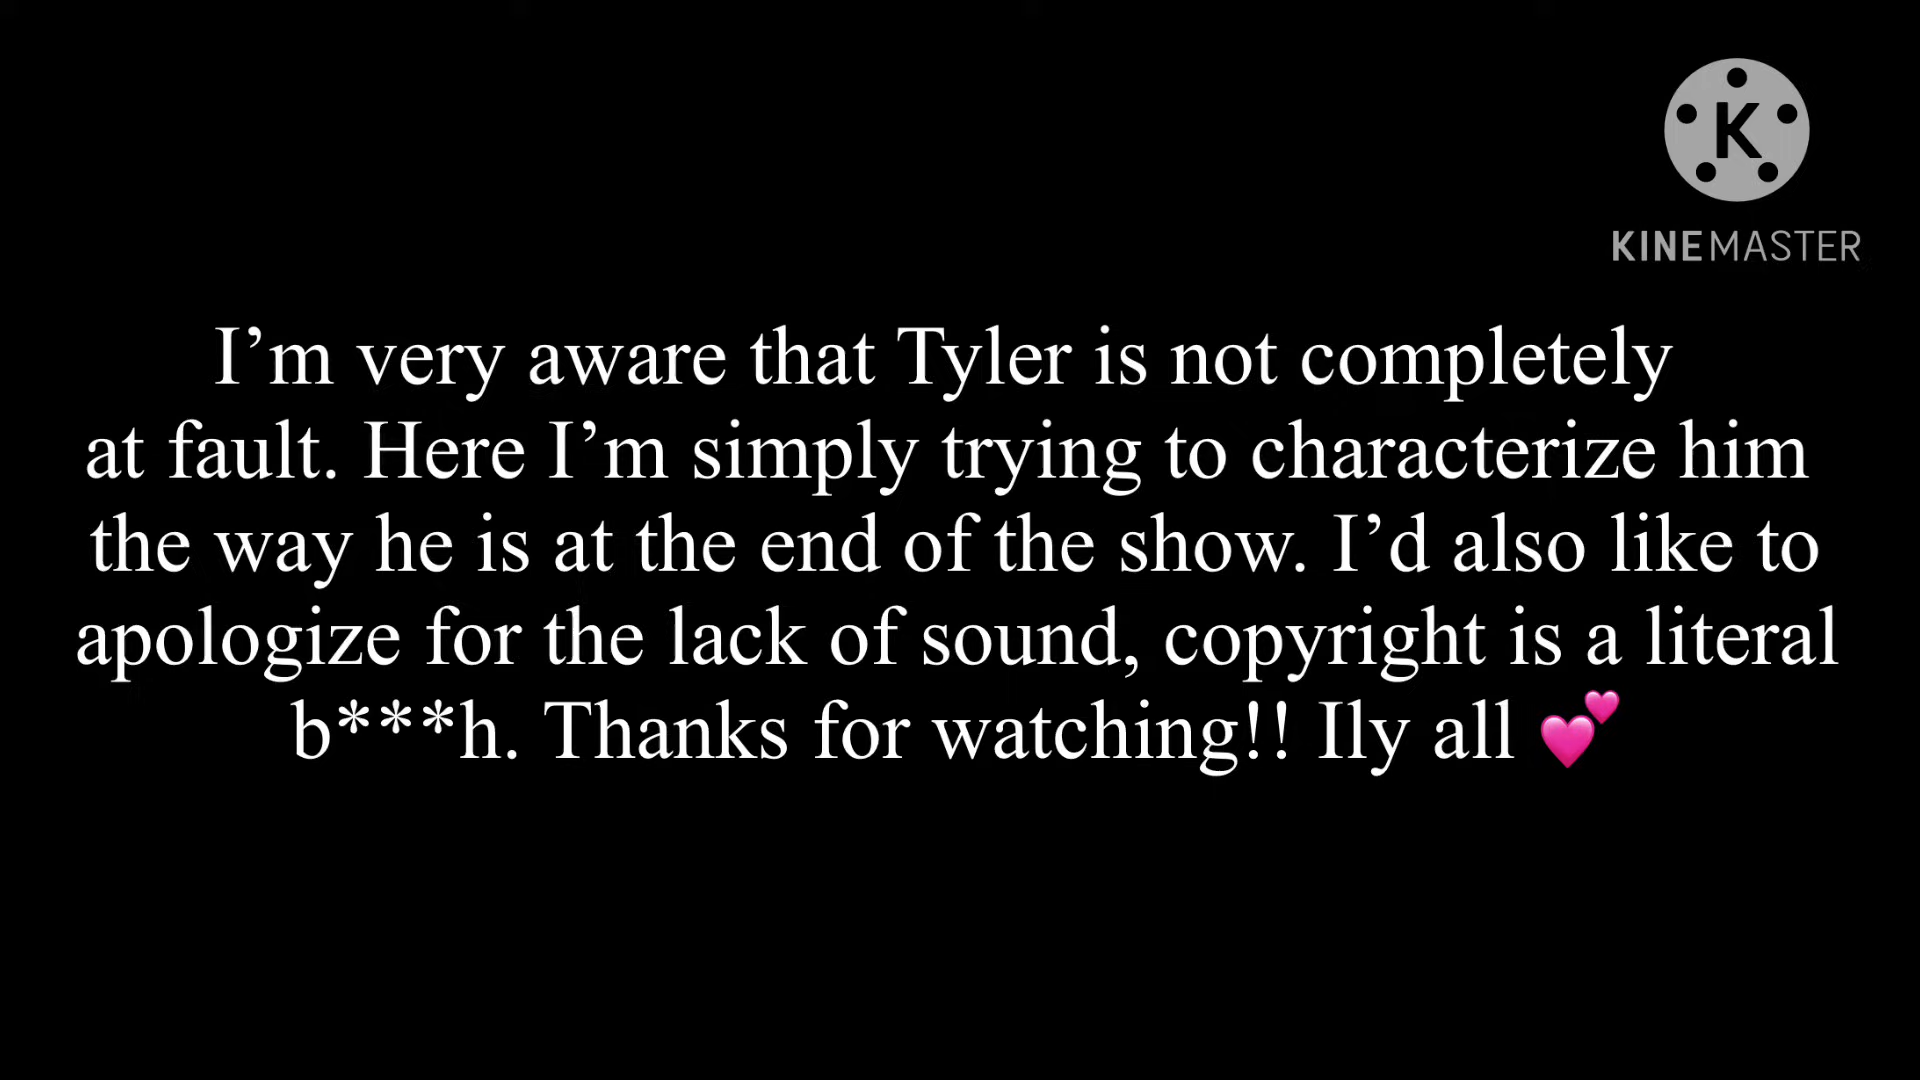 K
KINEMASTER
I’m very aware that Tyler is not completely
at fault. Here I’m simply trying to characterize him
the way he is at the end of the show. I’d also like to
apologize for the lack of sound, copyright is a literal
b***h. Thanks for watching!! Ily all 💕